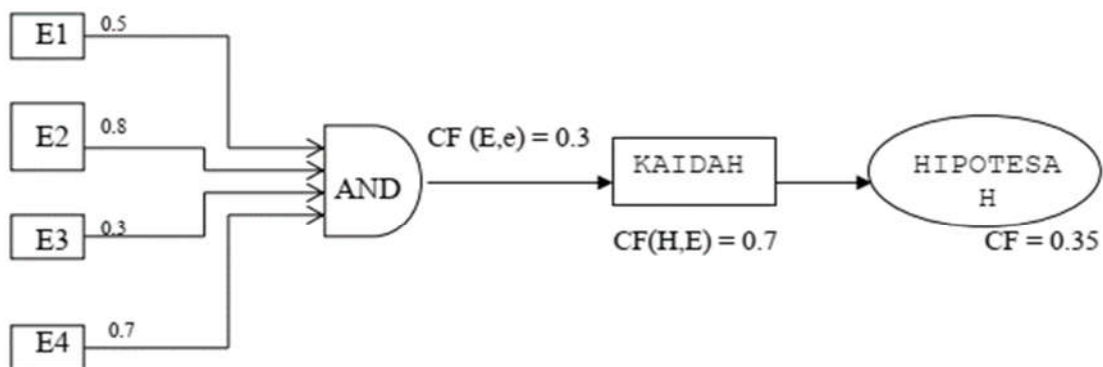 E1
0.5
E2
0.8
E3
0.3
E4
0.7
AND
CF (E,e) = 0.3
KAIDAH
CF(H,E) = 0.7
HIPOTESA
H
CF = 0.35